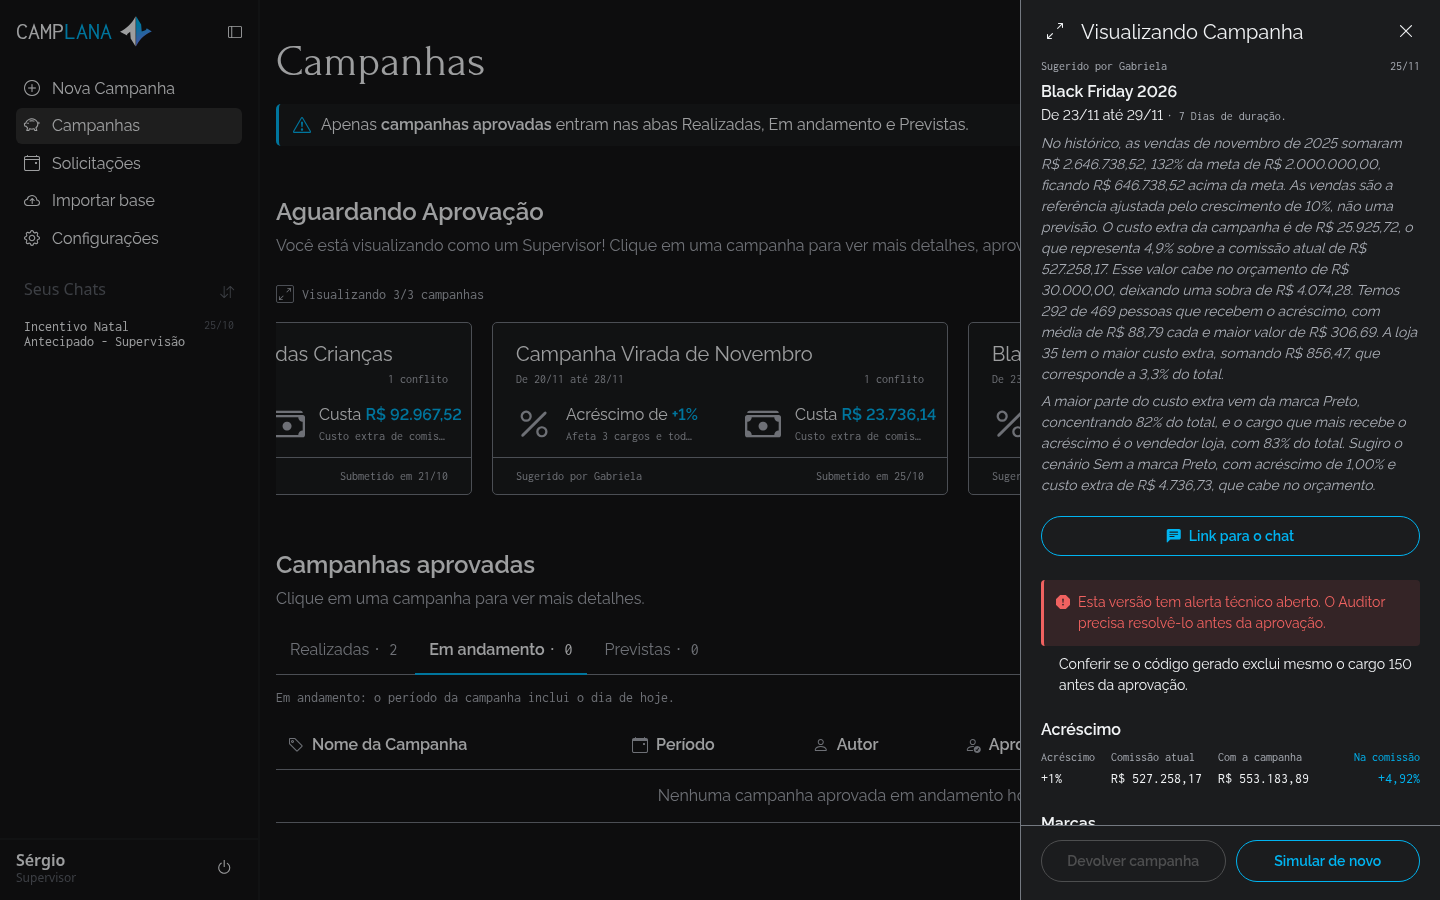 CAMPLANA
Nova Campanha
Campanhas
Solicitações
Importar base
Configurações
Seus Chats
Incentivo Natal
Antecipado - Supervisão
25/10
Sérgio
Supervisor
Campanhas
Apenas campanhas aprovadas entram nas abas Realizadas, Em andamento e Previstas.
Aguardando Aprovação
Você está visualizando como um Supervisor! Clique em uma campanha para ver mais detalhes, aprov
Visualizando 3/3 campanhas
das Crianças
1 conflito
Custa R$ 92.967,52
Custo extra de comis…
Submetido em 21/10
Campanha Virada de Novembro
De 20/11 até 28/11
1 conflito
Acréscimo de +1%
Afeta 3 cargos e tod…
Custa R$ 23.736,14
Custo extra de comis…
Sugerido por Gabriela
Submetido em 25/10
Bla
De 23
Suger
Campanhas aprovadas
Clique em uma campanha para ver mais detalhes.
Realizadas · 2
Em andamento · 0
Previstas · 0
Em andamento: o período da campanha inclui o dia de hoje.
Nome da Campanha
Período
Autor
Apro
Nenhuma campanha aprovada em andamento ho
Visualizando Campanha
Sugerido por Gabriela
25/11
Black Friday 2026
De 23/11 até 29/11 · 7 Dias de duração.
No histórico, as vendas de novembro de 2025 somaram
R$ 2.646.738,52, 132% da meta de R$ 2.000.000,00,
ficando R$ 646.738,52 acima da meta. As vendas são a
referência ajustada pelo crescimento de 10%, não uma
previsão. O custo extra da campanha é de R$ 25.925,72, o
que representa 4,9% sobre a comissão atual de R$
527.258,17. Esse valor cabe no orçamento de R$
30.000,00, deixando uma sobra de R$ 4.074,28. Temos
292 de 469 pessoas que recebem o acréscimo, com
média de R$ 88,79 cada e maior valor de R$ 306,69. A loja
35 tem o maior custo extra, somando R$ 856,47, que
corresponde a 3,3% do total.
A maior parte do custo extra vem da marca Preto,
concentrando 82% do total, e o cargo que mais recebe o
acréscimo é o vendedor loja, com 83% do total. Sugiro o
cenário Sem a marca Preto, com acréscimo de 1,00% e
custo extra de R$ 4.736,73, que cabe no orçamento.
Link para o chat
Esta versão tem alerta técnico aberto. O Auditor
precisa resolvê-lo antes da aprovação.
Conferir se o código gerado exclui mesmo o cargo 150
antes da aprovação.
Acréscimo
Acréscimo Comissão atual Com a campanha Na comissão
+1% R$ 527.258,17 R$ 553.183,89 +4,92%
Marcas
Devolver campanha
Simular de novo